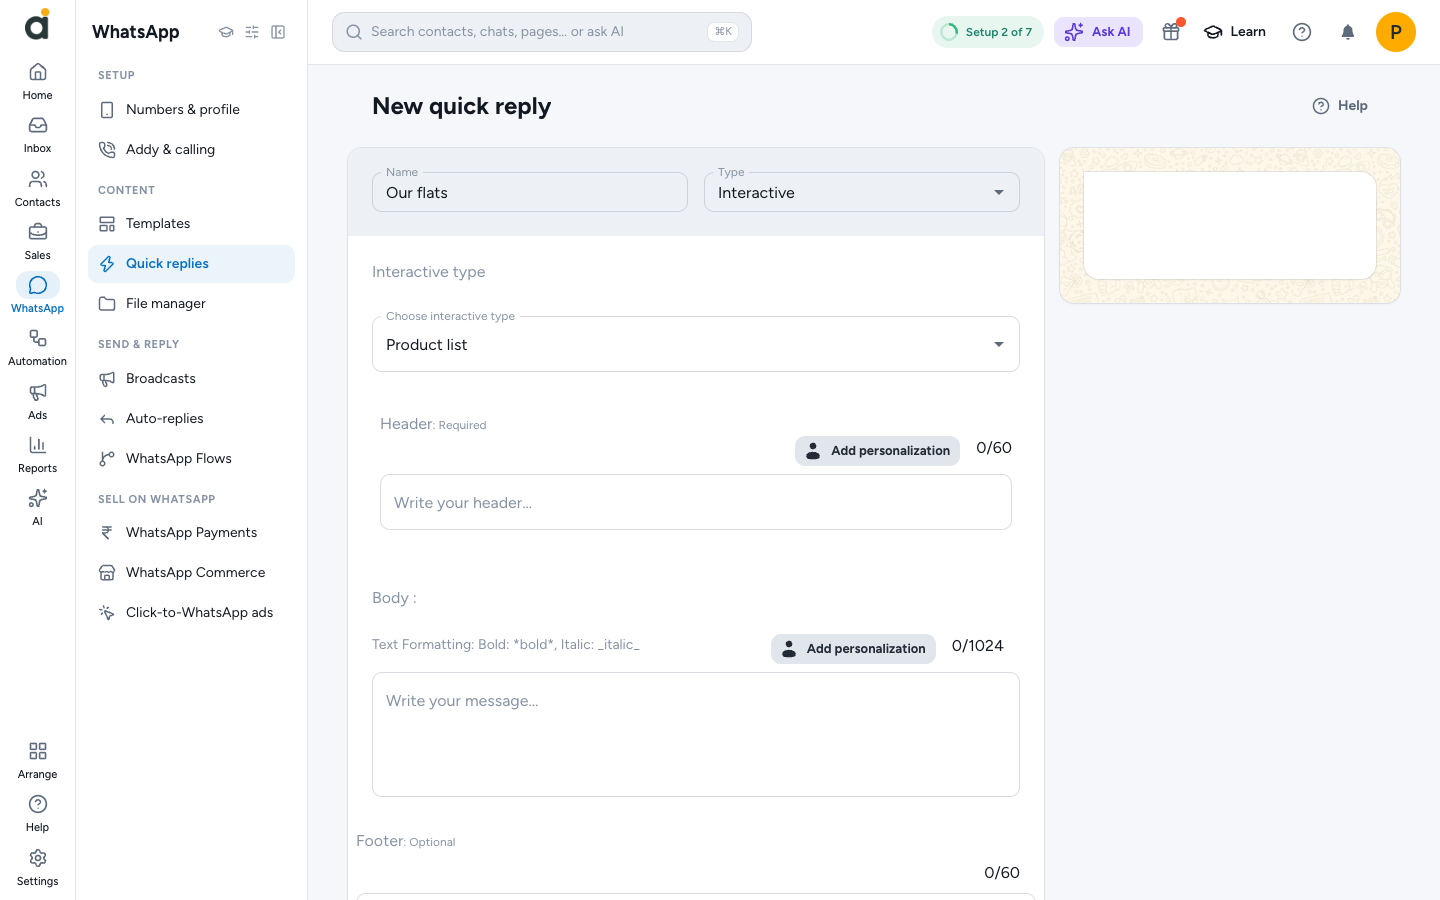 WhatsApp
Search contacts, chats, pages... or ask AI
⌘K
Setup 2 of 7
Ask AI
Learn
P
Home
Inbox
Contacts
Sales
WhatsApp
Automation
Ads
Reports
AI
Arrange
Help
Settings
SETUP
Numbers & profile
Addy & calling
CONTENT
Templates
Quick replies
File manager
SEND & REPLY
Broadcasts
Auto-replies
WhatsApp Flows
SELL ON WHATSAPP
WhatsApp Payments
WhatsApp Commerce
Click-to-WhatsApp ads
New quick reply
Help
Name
Our flats
Type
Interactive
Interactive type
Choose interactive type
Product list
Header: Required
Add personalization
0/60
Write your header...
Body :
Text Formatting: Bold: *bold*, Italic: _italic_
Add personalization
0/1024
Write your message...
Footer: Optional
0/60